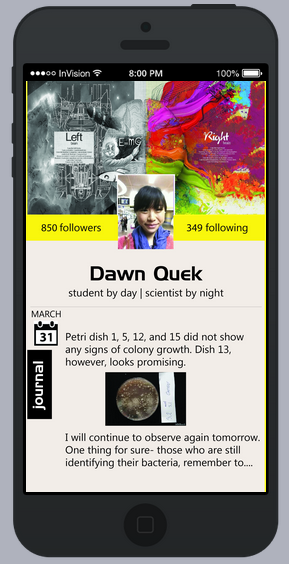 InVision 8:00 PM 100%
Left
brain
E=MC
Right
brain
850 followers
349 following
Dawn Quek
student by day | scientist by night
MARCH
31
journal
Petri dish 1, 5, 12, and 15 did not show
any signs of colony growth. Dish 13,
however, looks promising.
I will continue to observe again tomorrow.
One thing for sure- those who are still
identifying their bacteria, remember to....